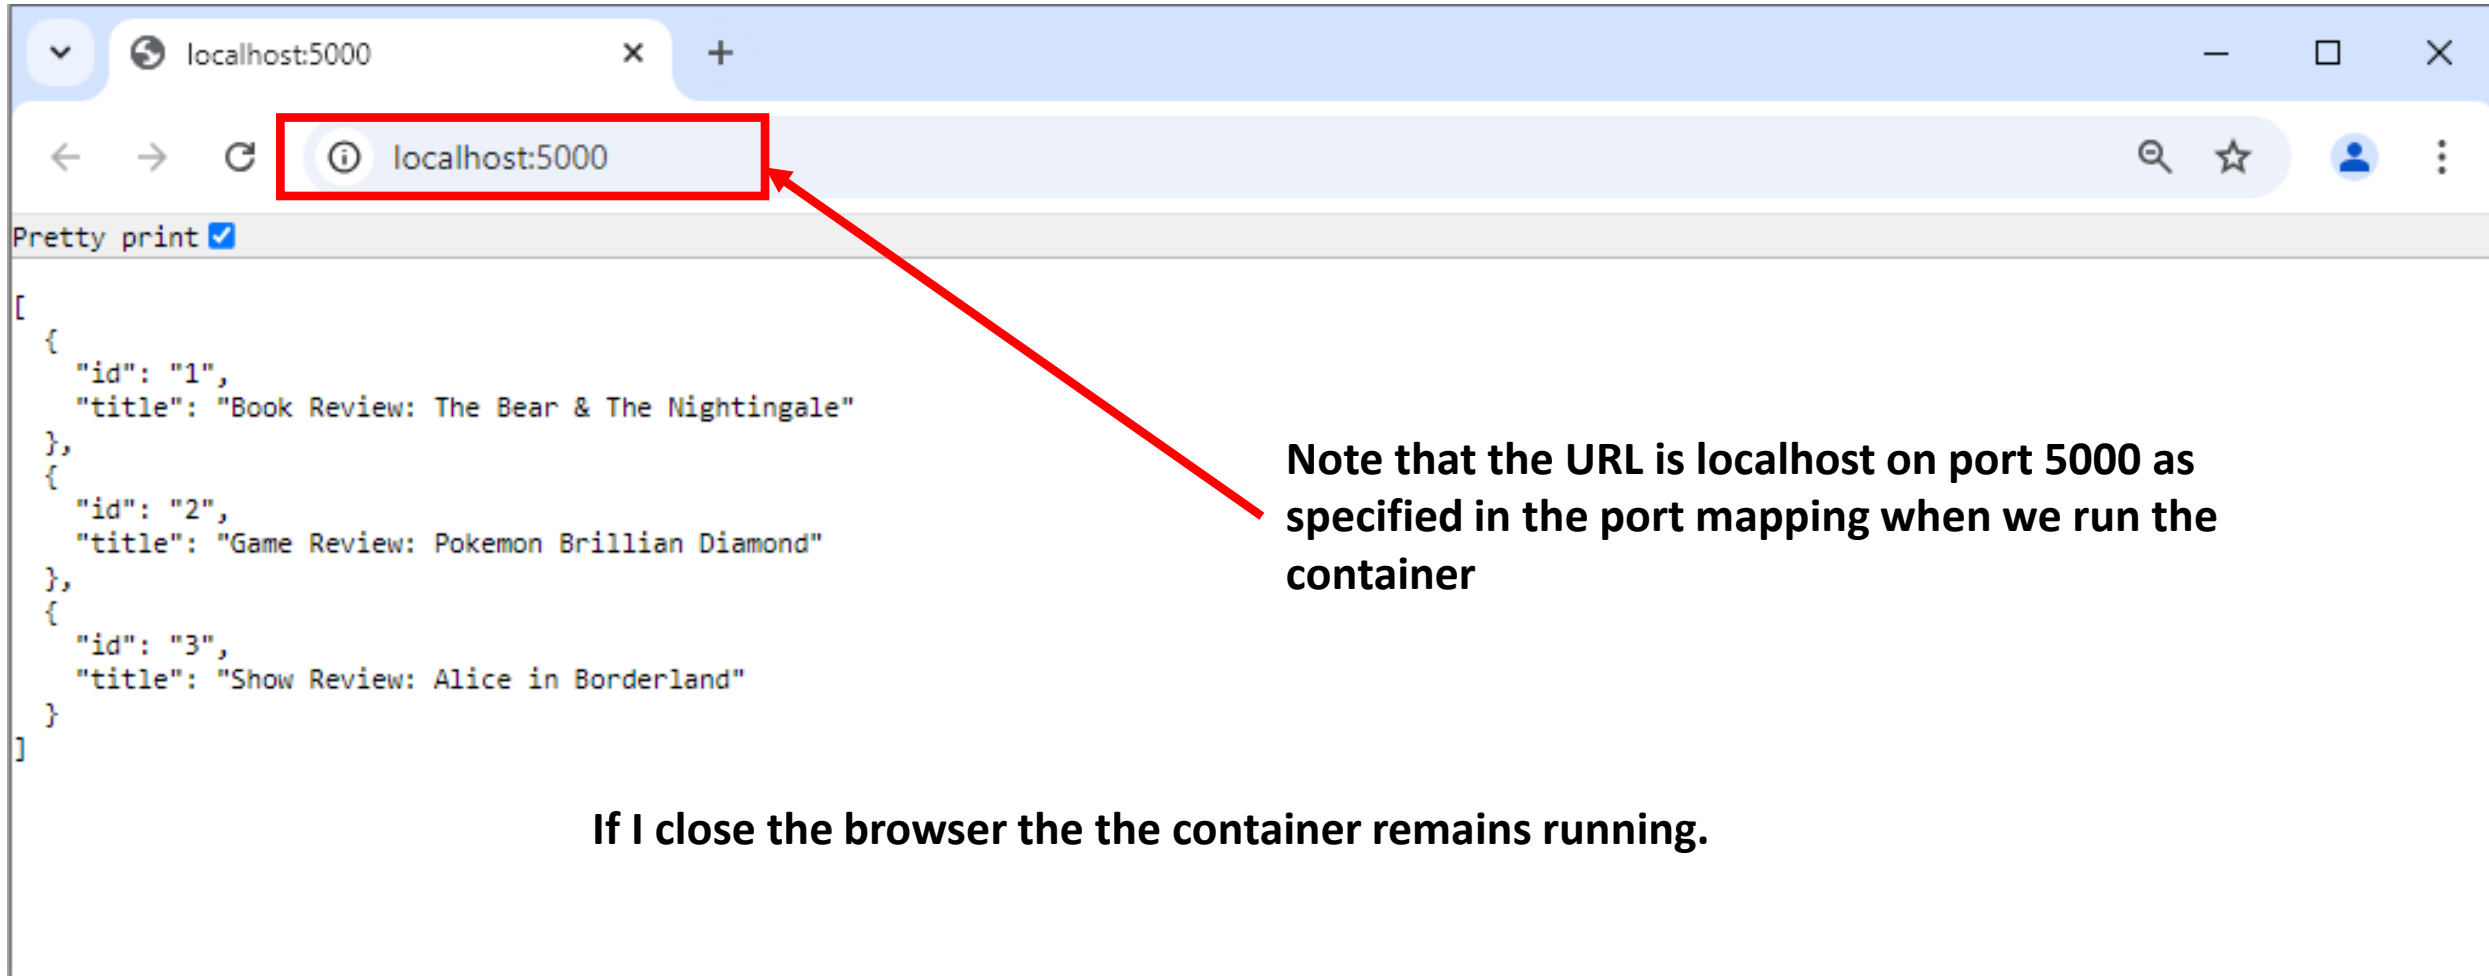 localhost:5000
localhost:5000
Pretty print
[
  {
    "id": "1",
    "title": "Book Review: The Bear & The Nightingale"
  },
  {
    "id": "2",
    "title": "Game Review: Pokemon Brillian Diamond"
  },
  {
    "id": "3",
    "title": "Show Review: Alice in Borderland"
  }
]
Note that the URL is localhost on port 5000 as
specified in the port mapping when we run the
container
If I close the browser the the container remains running.